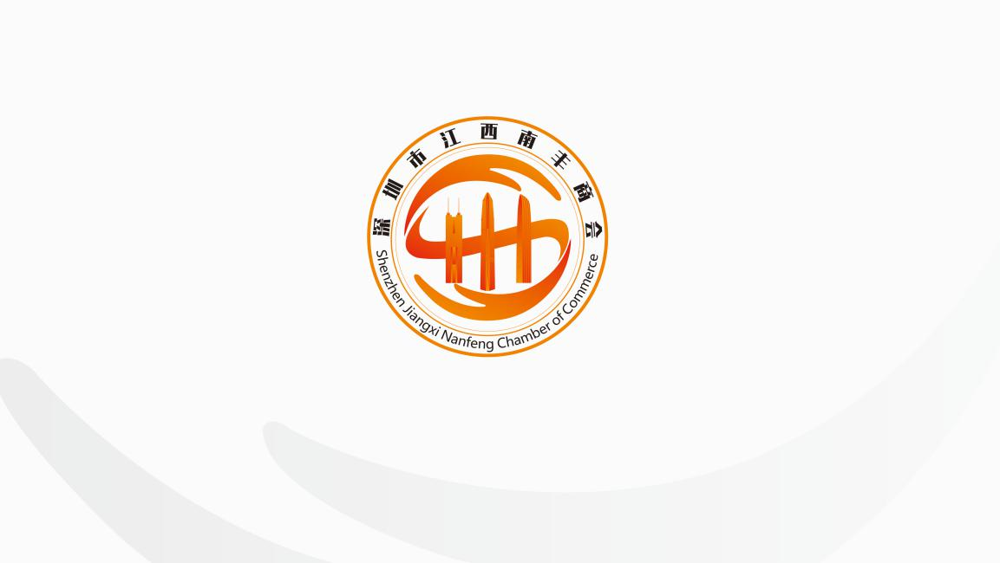 深圳市江西南丰商会
Shenzhen Jiangxi Nanfeng Chamber of Commerce